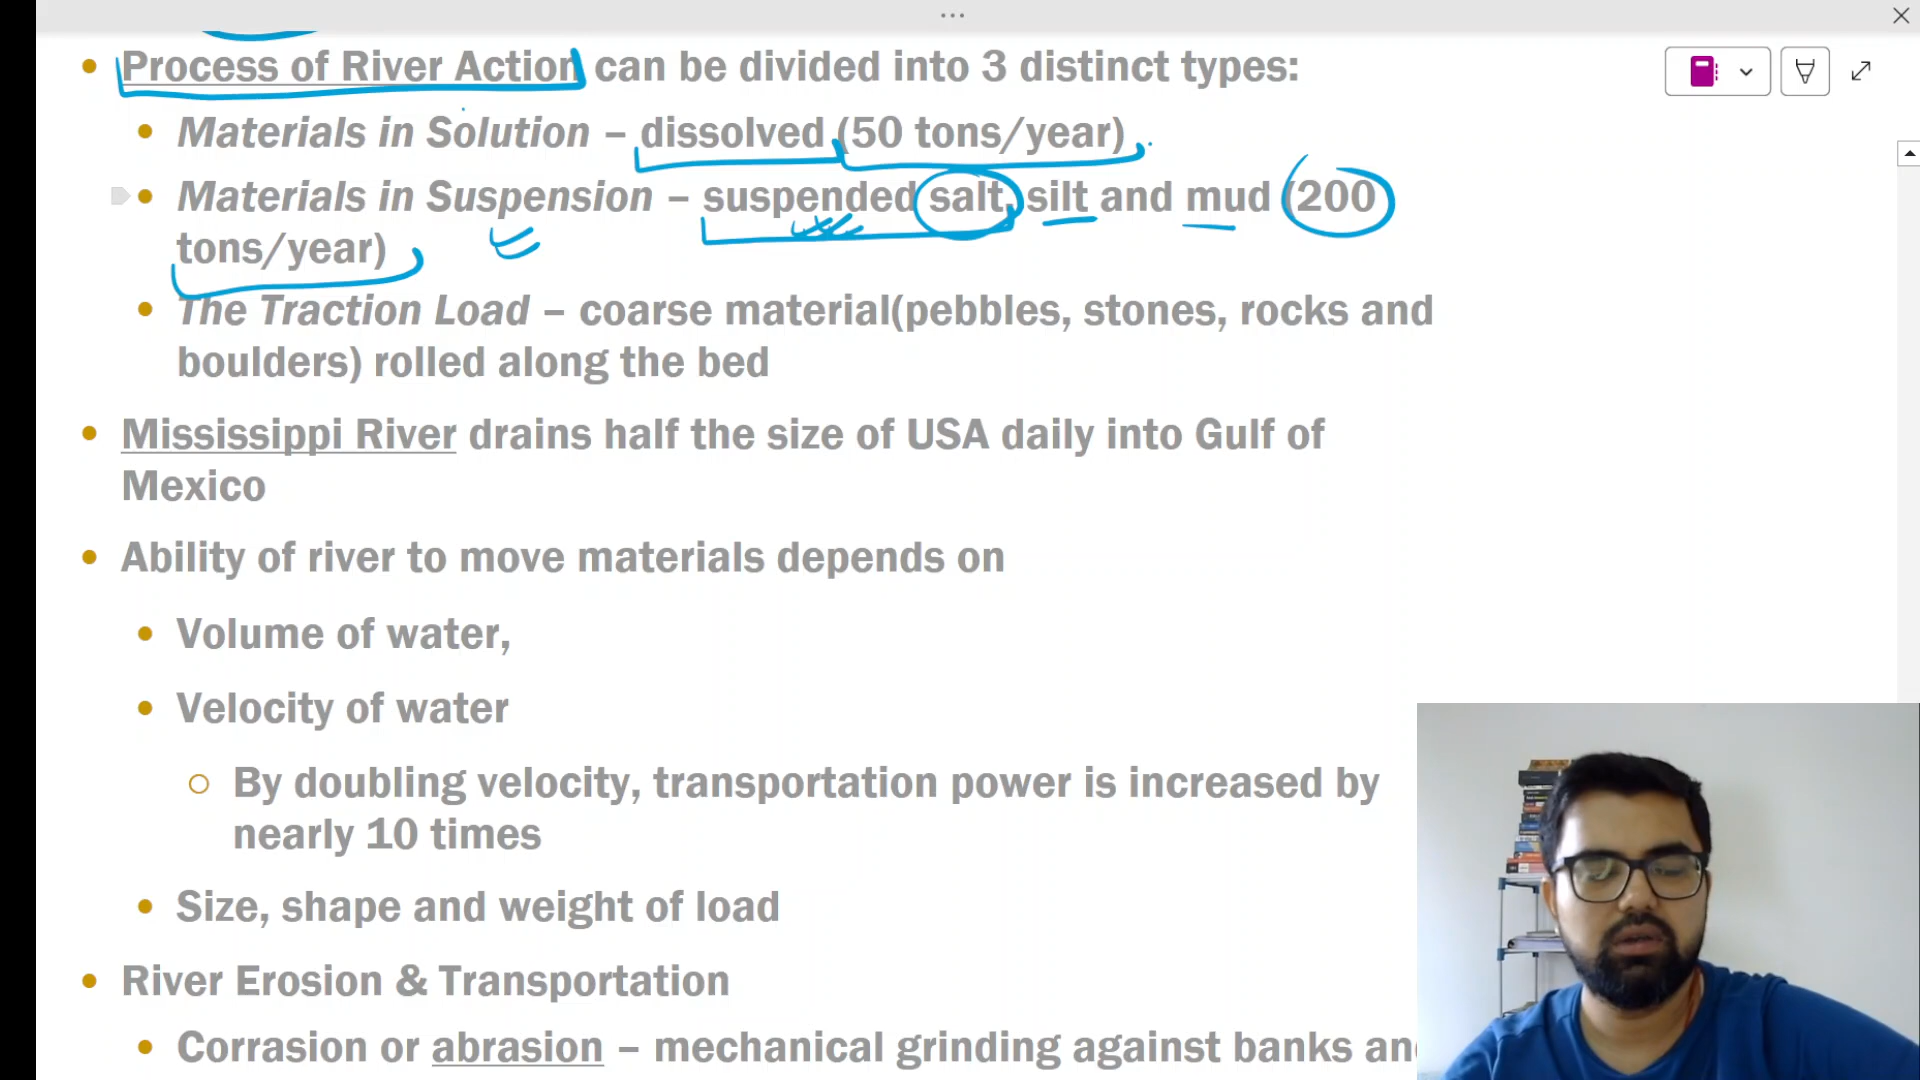 Process of River Action can be divided into 3 distinct types:
Materials in Solution – dissolved (50 tons/year)
Materials in Suspension – suspended salt, silt and mud (200
tons/year)
The Traction Load – coarse material(pebbles, stones, rocks and
boulders) rolled along the bed
Mississippi River drains half the size of USA daily into Gulf of
Mexico
Ability of river to move materials depends on
Volume of water,
Velocity of water
By doubling velocity, transportation power is increased by
nearly 10 times
Size, shape and weight of load
River Erosion & Transportation
Corrasion or abrasion – mechanical grinding against banks